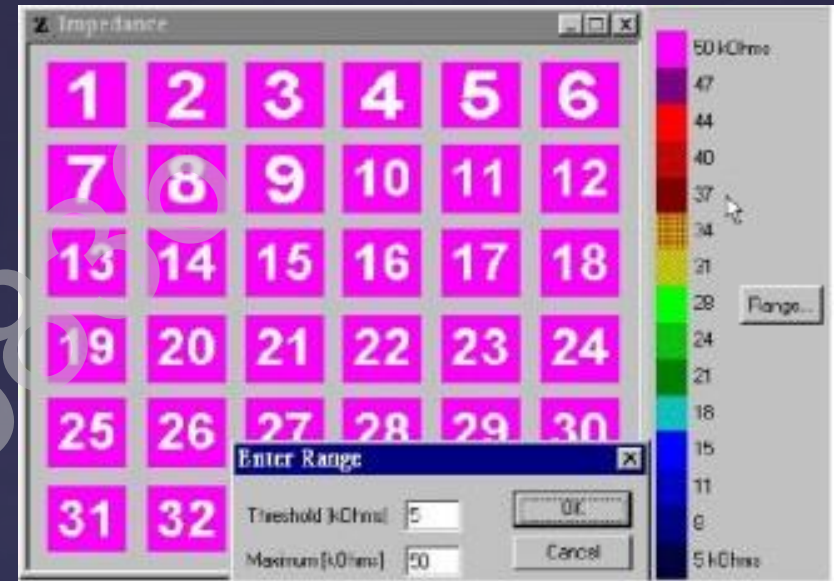 Impedance
1 2 3 4 5 6
7 8 9 10 11 12
13 14 15 16 17 18
19 20 21 22 23 24
25 26 27 28 29 30
31 32
50 kOhms
47
44
40
37
34
31
28
24
21
18
15
11
8
5 kOhms
Range...
Enter Range
Threshold [kOhms] 5
Maximum [kOhms] 50
OK
Cancel